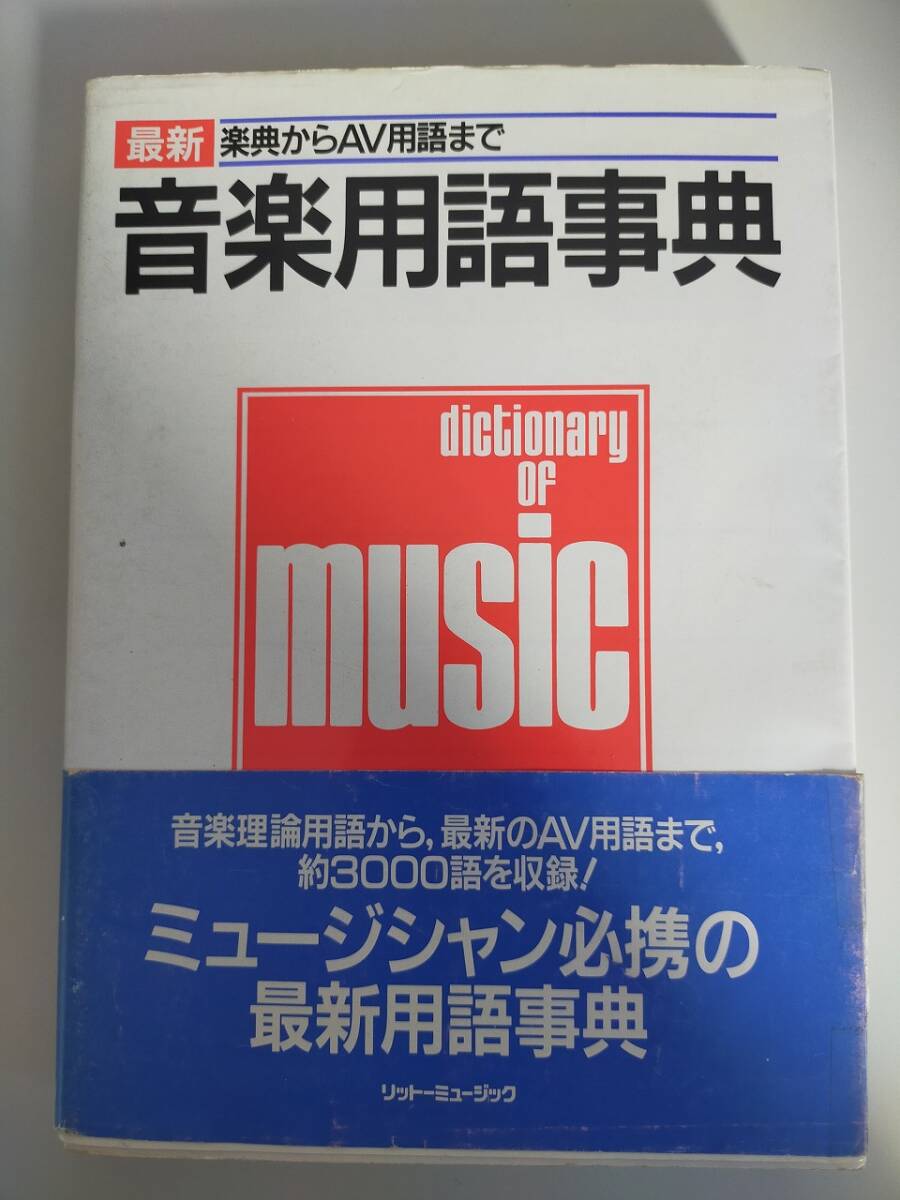 最新 楽典からAV用語まで
音楽用語事典
dictionary
OF
music
音楽理論用語から,最新のAV用語まで,
約3000語を収録!
ミュージシャン必携の
最新用語事典
リットーミュージック